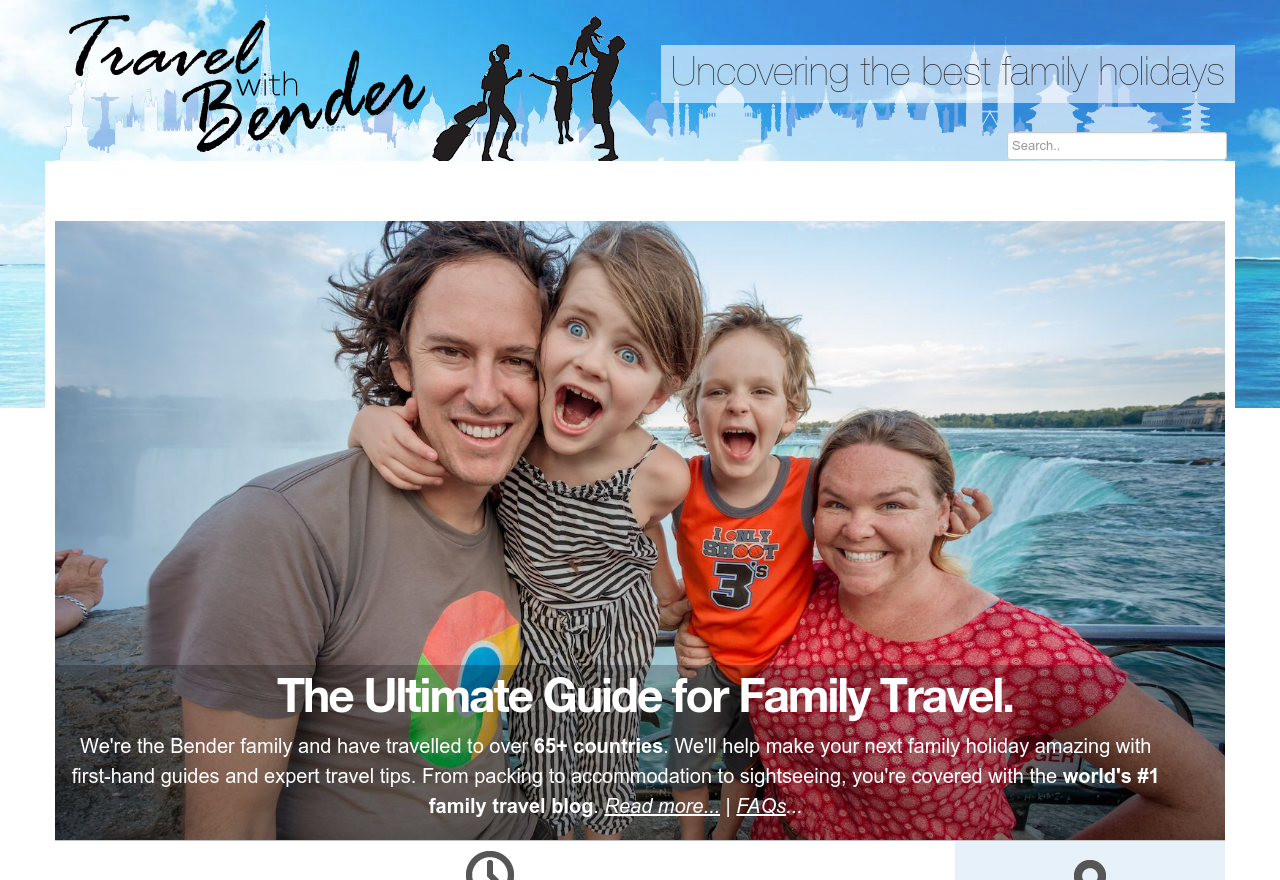 Travel
with
Bender
Uncovering the best family holidays
Search..
I ONLY
SHOOT
3's
The Ultimate Guide for Family Travel.
We're the Bender family and have travelled to over 65+ countries. We'll help make your next family holiday amazing with
first-hand guides and expert travel tips. From packing to accommodation to sightseeing, you're covered with the world's #1
family travel blog. Read more... | FAQs...